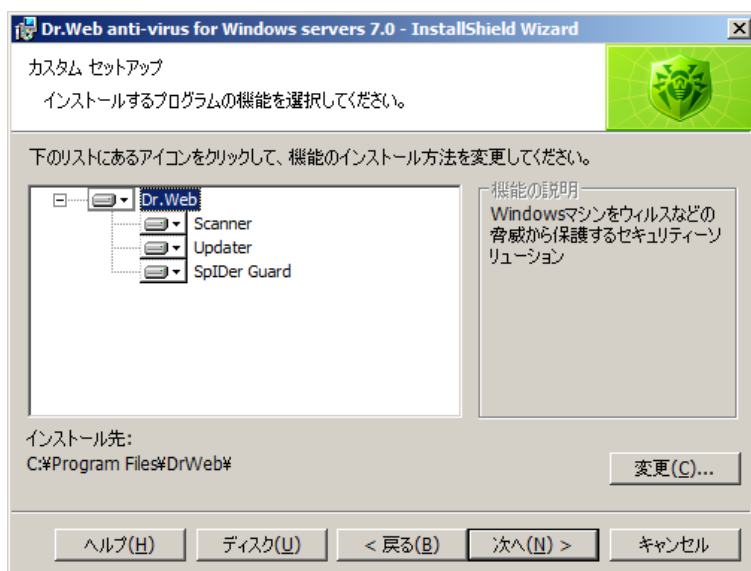 Dr.Web anti-virus for Windows servers 7.0 - InstallShield Wizard
カスタム セットアップ
インストールするプログラムの機能を選択してください。
下のリストにあるアイコンをクリックして、機能のインストール方法を変更してください。
Dr.Web
Scanner
Updater
SpIDer Guard
機能の説明
Windowsマシンをウィルスなどの
脅威から保護するセキュリティーソ
リューション
インストール先:
C:¥Program Files¥DrWeb¥
変更(C)...
ヘルプ(H)
ディスク(U)
< 戻る(B)
次へ(N) >
キャンセル